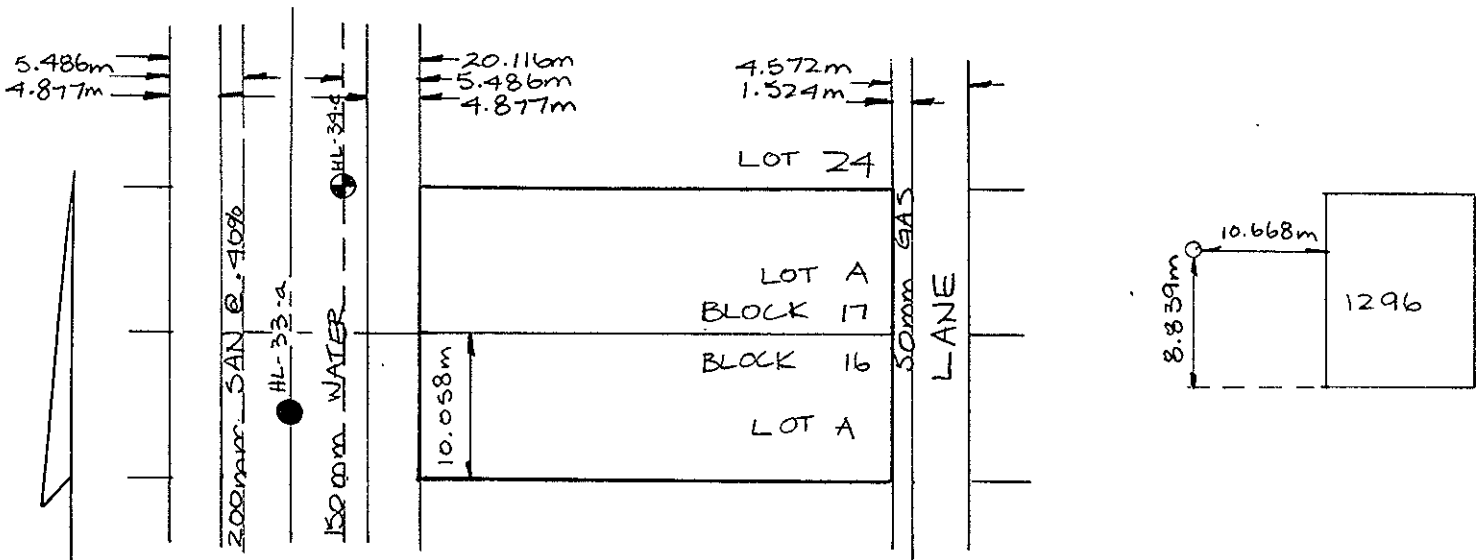 5.486m
4.877m
20.116m
5.486m
4.877m
4.572m
1.524m
HL-34-c
LOT 24
200mm SAN @ .40%
HL-33-a
150mm WATER
10.058m
LOT A
BLOCK 17
BLOCK 16
LOT A
50mm GAS
LANE
10.668m
8.839m
1296